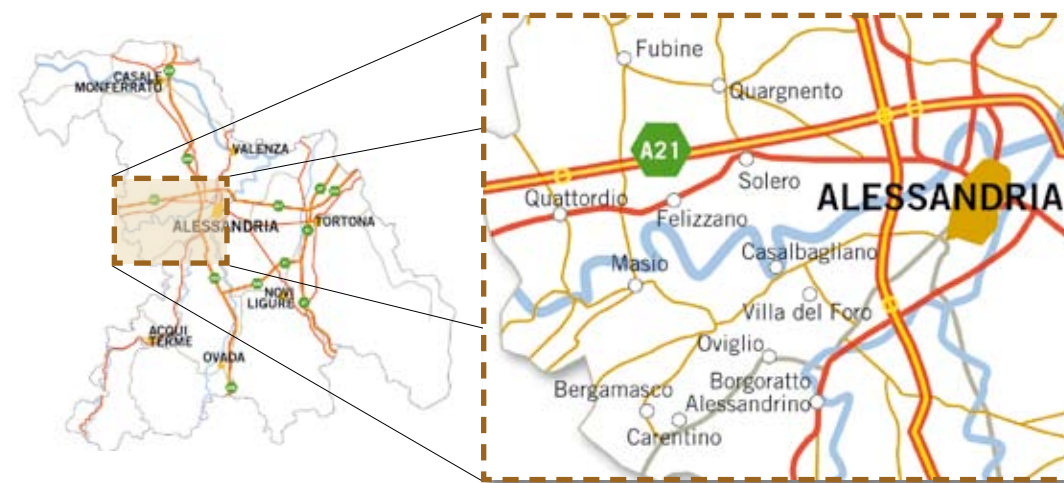 CASALE
MONFERRATO
VALENZA
ALESSANDRIA
TORTONA
NOVI
LIGURE
ACQUI
TERME
OVADA
Fubine
Quargnento
A21
Solero
Quattordio
Felizzano
ALESSANDRIA
Casalbagliano
Masio
Villa del Foro
Oviglio
Bergamasco
Borgoratto
Alessandrino
Carentino